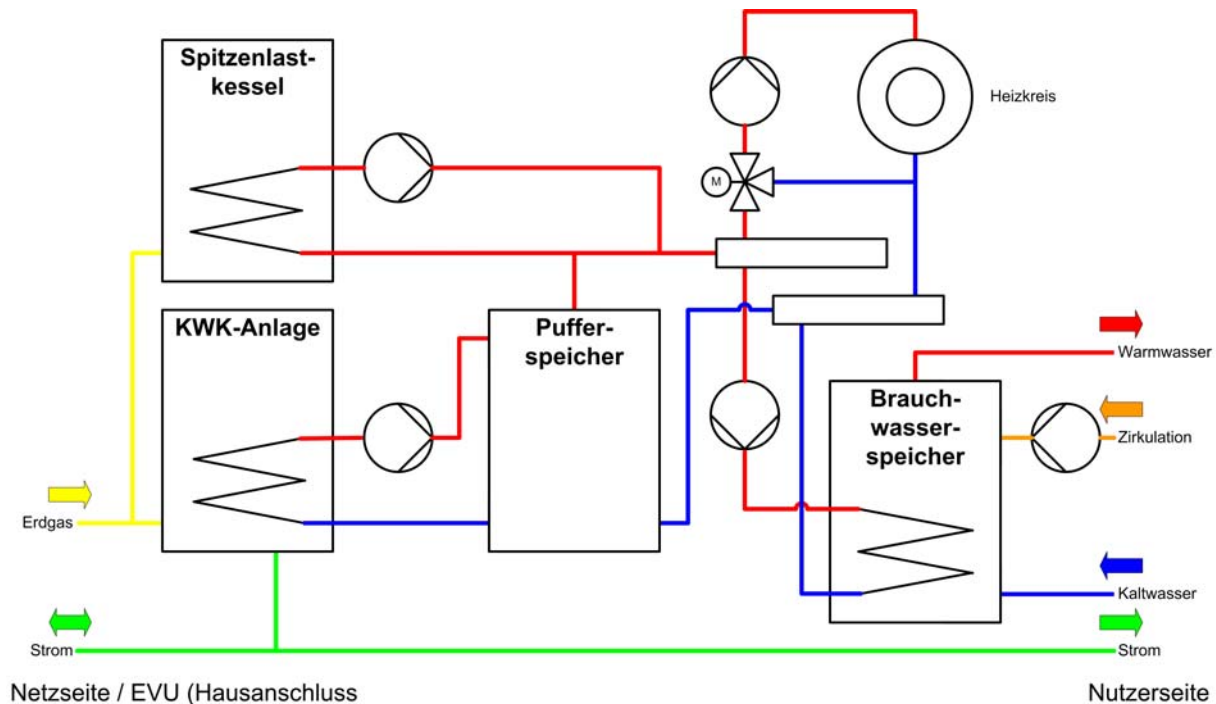 Spitzenlast-
kessel
Heizkreis
M
KWK-Anlage
Puffer-
speicher
Warmwasser
Brauch-
wasser-
speicher
Zirkulation
Erdgas
Kaltwasser
Strom
Strom
Netzseite / EVU (Hausanschluss
Nutzerseite